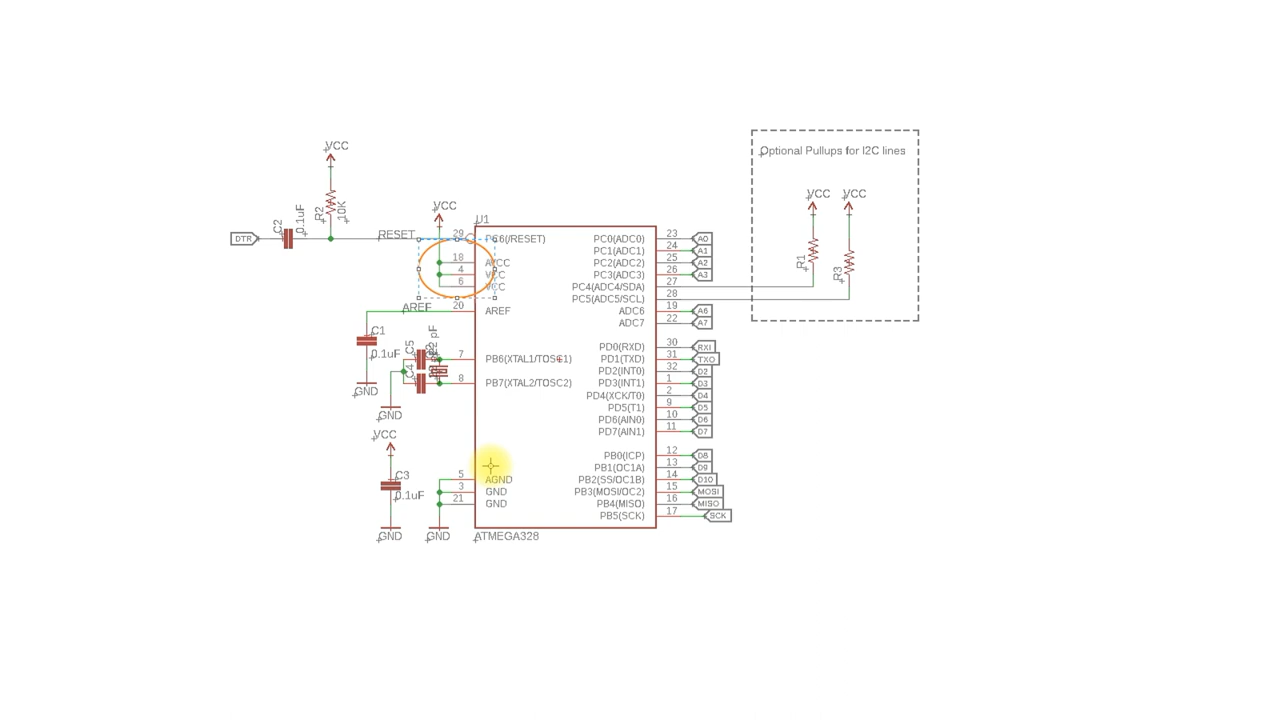 Optional Pullups for I2C lines
VCC
VCC
VCC
VCC
R2
10K
C2
0.1uF
DTR
RESET
U1
29
PC6(/RESET)
18
AVCC
4
VCC
6
VCC
20
AREF
AREF
C1
0.1uF
GND
C5
C4
7
PB6(XTAL1/TOSC1)
8
PB7(XTAL2/TOSC2)
GND
VCC
C3
0.1uF
GND
5
AGND
3
GND
21
GND
GND
ATMEGA328
PC0(ADC0) 23 A0
PC1(ADC1) 24 A1
PC2(ADC2) 25 A2
PC3(ADC3) 26 A3
PC4(ADC4/SDA) 27
PC5(ADC5/SCL) 28
ADC6 19 A6
ADC7 22 A7
PD0(RXD) 30 RXI
PD1(TXD) 31 TXO
PD2(INT0) 32 D2
PD3(INT1) 1 D3
PD4(XCK/T0) 2 D4
PD5(T1) 9 D5
PD6(AIN0) 10 D6
PD7(AIN1) 11 D7
PB0(ICP) 12 D8
PB1(OC1A) 13 D9
PB2(SS/OC1B) 14 D10
PB3(MOSI/OC2) 15 MOSI
PB4(MISO) 16 MISO
PB5(SCK) 17 SCK
R1
R3